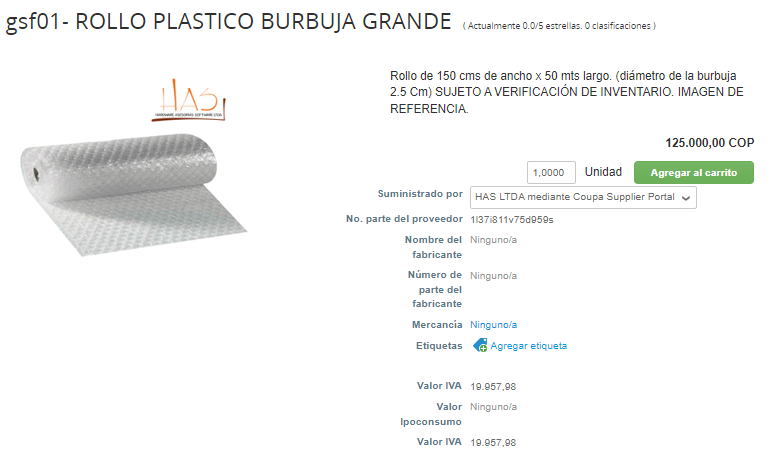 gsf01- ROLLO PLASTICO BURBUJA GRANDE ( Actualmente 0.0/5 estrellas. 0 clasificaciones )
HAS
HARDWARE ASESORIAS SOFTWARE LTDA
Rollo de 150 cms de ancho x 50 mts largo. (diámetro de la burbuja
2.5 Cm) SUJETO A VERIFICACIÓN DE INVENTARIO. IMAGEN DE
REFERENCIA.
125.000,00 COP
1,0000 Unidad Agregar al carrito
Suministrado por HAS LTDA mediante Coupa Supplier Portal
No. parte del proveedor 1l37i811v75d959s
Nombre del Ninguno/a
fabricante
Número de Ninguno/a
parte del
fabricante
Mercancía Ninguno/a
Etiquetas Agregar etiqueta
Valor IVA 19.957,98
Valor Ninguno/a
Ipoconsumo
Valor IVA 19.957,98